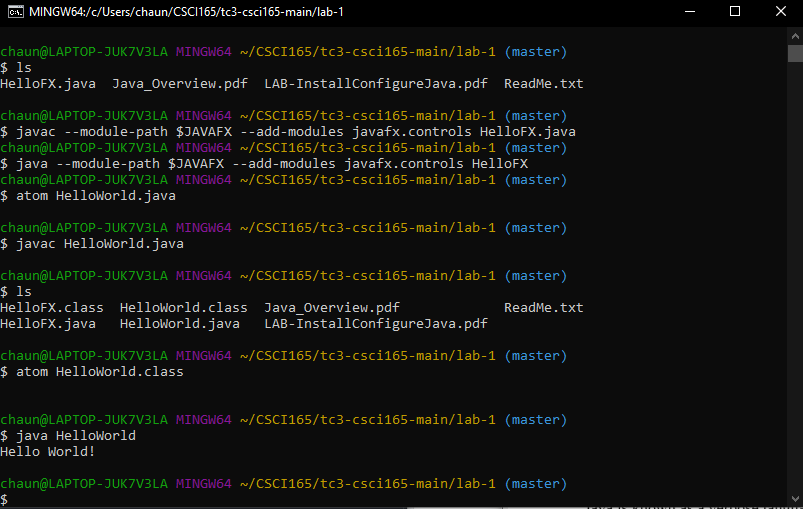 MINGW64:/c/Users/chaun/CSCI165/tc3-csci165-main/lab-1
chaun@LAPTOP-JUK7V3LA MINGW64 ~/CSCI165/tc3-csci165-main/lab-1 (master)
$ ls
HelloFX.java  Java_Overview.pdf  LAB-InstallConfigureJava.pdf  ReadMe.txt
chaun@LAPTOP-JUK7V3LA MINGW64 ~/CSCI165/tc3-csci165-main/lab-1 (master)
$ javac --module-path $JAVAFX --add-modules javafx.controls HelloFX.java
chaun@LAPTOP-JUK7V3LA MINGW64 ~/CSCI165/tc3-csci165-main/lab-1 (master)
$ java --module-path $JAVAFX --add-modules javafx.controls HelloFX
chaun@LAPTOP-JUK7V3LA MINGW64 ~/CSCI165/tc3-csci165-main/lab-1 (master)
$ atom HelloWorld.java
chaun@LAPTOP-JUK7V3LA MINGW64 ~/CSCI165/tc3-csci165-main/lab-1 (master)
$ javac HelloWorld.java
chaun@LAPTOP-JUK7V3LA MINGW64 ~/CSCI165/tc3-csci165-main/lab-1 (master)
$ ls
HelloFX.class  HelloWorld.class  Java_Overview.pdf             ReadMe.txt
HelloFX.java   HelloWorld.java   LAB-InstallConfigureJava.pdf
chaun@LAPTOP-JUK7V3LA MINGW64 ~/CSCI165/tc3-csci165-main/lab-1 (master)
$ atom HelloWorld.class
chaun@LAPTOP-JUK7V3LA MINGW64 ~/CSCI165/tc3-csci165-main/lab-1 (master)
$ java HelloWorld
Hello World!
chaun@LAPTOP-JUK7V3LA MINGW64 ~/CSCI165/tc3-csci165-main/lab-1 (master)
$